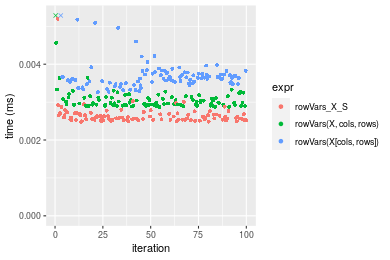 0.004
0.002
0.000
time (ms)
0
25
50
75
100
iteration
expr
rowVars_X_S
rowVars(X, cols, rows)
rowVars(X[cols, rows])